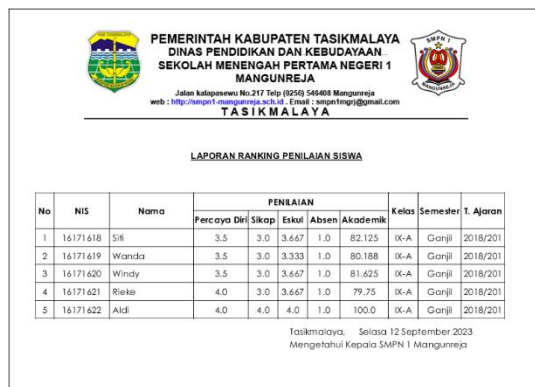 PEMERINTAH KABUPATEN TASIKMALAYA
DINAS PENDIDIKAN DAN KEBUDAYAAN
SEKOLAH MENENGAH PERTAMA NEGERI 1
MANGUNREJA
Jalan kalapasewu No.217 Telp (0256) 546408 Mangunreja
web : http://smpn1-mangunreja.sch.id . Email : smpn1mgrj@gmail.com
TASIKMALAYA
SMPN 1
MANGUNREJA
LAPORAN RANKING PENILAIAN SISWA
No NIS Nama PENILAIAN Kelas Semester T. Ajaran
Percaya Diri Sikap Eskul Absen Akademik
1 16171618 Siti 3.5 3.0 3.667 1.0 82.125 IX-A Ganjil 2018/201
2 16171619 Wanda 3.5 3.0 3.333 1.0 80.188 IX-A Ganjil 2018/201
3 16171620 Windy 3.5 3.0 3.667 1.0 81.625 IX-A Ganjil 2018/201
4 16171621 Rieke 4.0 3.0 3.667 1.0 79.75 IX-A Ganjil 2018/201
5 16171622 Aldi 4.0 4.0 4.0 1.0 100.0 IX-A Ganjil 2018/201
Tasikmalaya, Selasa 12 September 2023
Mengetahui Kepala SMPN 1 Mangunreja